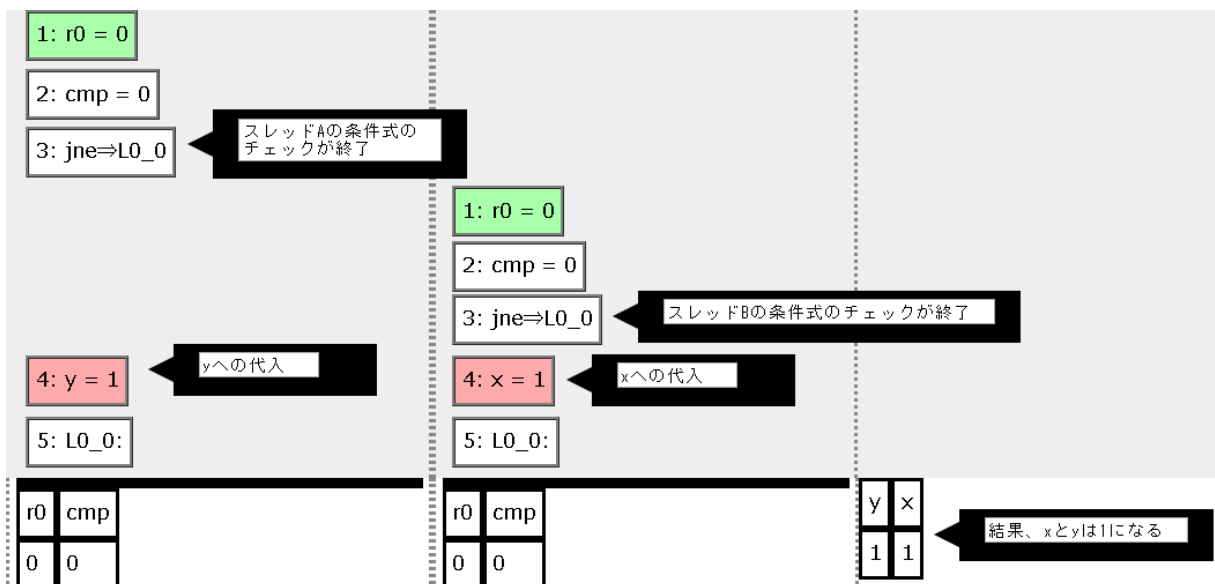 1: r0 = 0
2: cmp = 0
3: jne⇒L0_0
スレッドAの条件式の
チェックが終了
1: r0 = 0
2: cmp = 0
3: jne⇒L0_0
スレッドBの条件式のチェックが終了
4: y = 1
yへの代入
4: x = 1
xへの代入
5: L0_0:
5: L0_0:
r0 cmp
0 0
r0 cmp
0 0
y x
1 1
結果、xとyは1になる